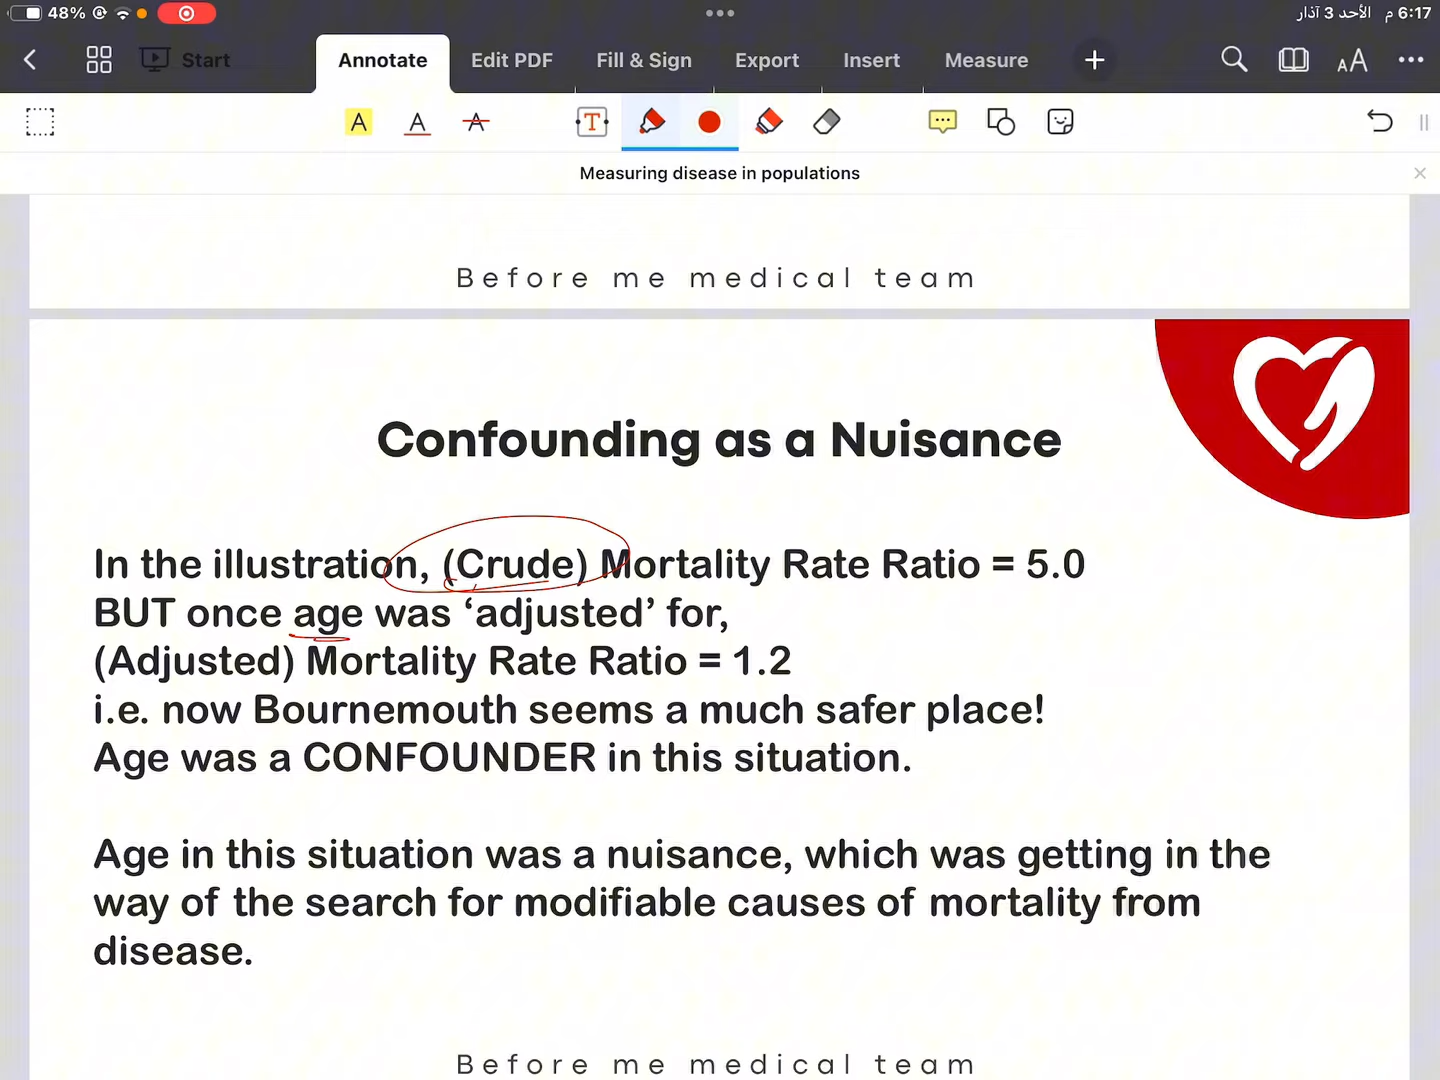 48%
6:17 م الأحد 3 آذار
Start
Annotate
Edit PDF
Fill & Sign
Export
Insert
Measure
Measuring disease in populations
Before me medical team
Confounding as a Nuisance
In the illustration, (Crude) Mortality Rate Ratio = 5.0
BUT once age was ‘adjusted’ for,
(Adjusted) Mortality Rate Ratio = 1.2
i.e. now Bournemouth seems a much safer place!
Age was a CONFOUNDER in this situation.
Age in this situation was a nuisance, which was getting in the
way of the search for modifiable causes of mortality from
disease.
Before me medical team